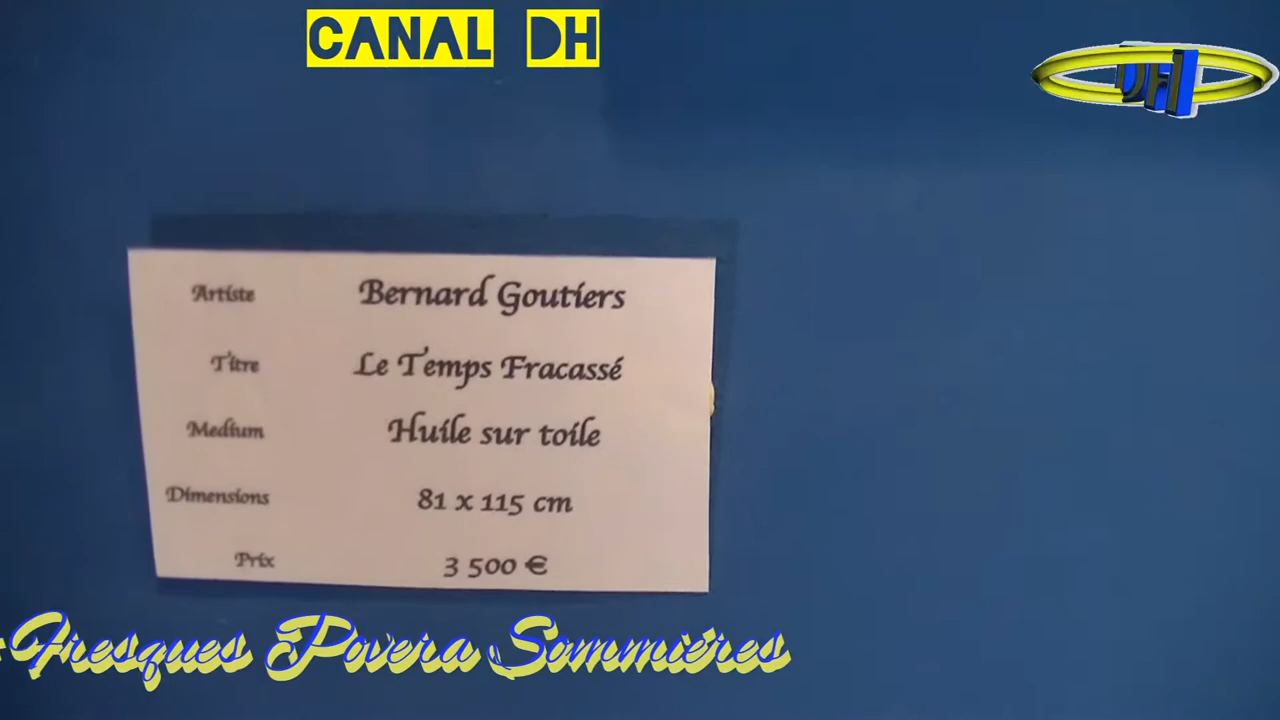 CANAL DH
DH
Artiste Bernard Goutiers
Titre Le Temps Fracassé
Medium Huile sur toile
Dimensions 81 x 115 cm
Prix 3 500 €
Fresques Povera Sommières